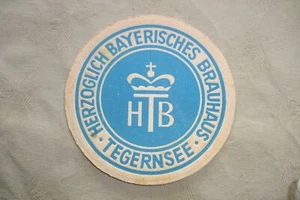 HERZOGLICH BAYERISCHES BRAUHAUS
· TEGERNSEE ·
HTB